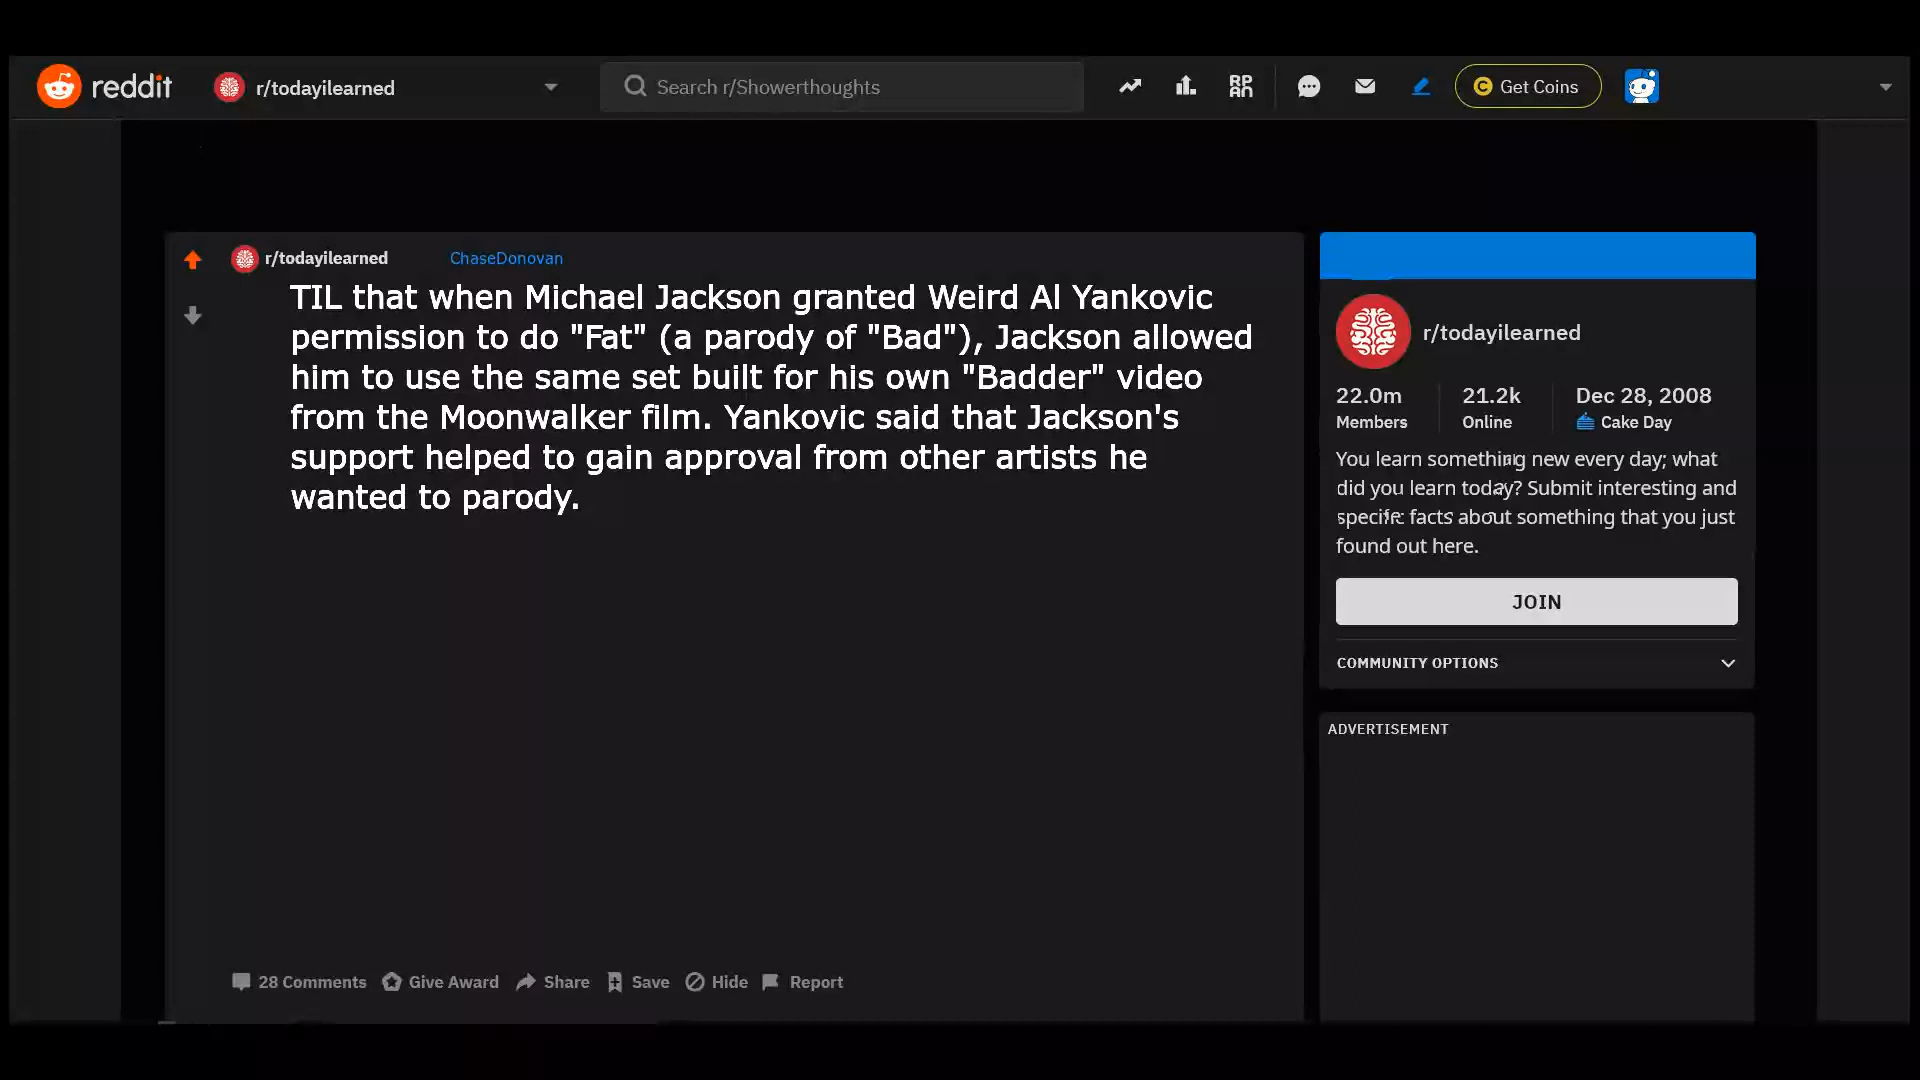 reddit
r/todayilearned
Search r/Showerthoughts
RPAN
Get Coins
r/todayilearned ChaseDonovan
TIL that when Michael Jackson granted Weird Al Yankovic
permission to do "Fat" (a parody of "Bad"), Jackson allowed
him to use the same set built for his own "Badder" video
from the Moonwalker film. Yankovic said that Jackson's
support helped to gain approval from other artists he
wanted to parody.
28 Comments
Give Award
Share
Save
Hide
Report
r/todayilearned
22.0m 21.2k Dec 28, 2008
Members Online Cake Day
You learn something new every day; what
did you learn today? Submit interesting and
specific facts about something that you just
found out here.
JOIN
COMMUNITY OPTIONS
ADVERTISEMENT